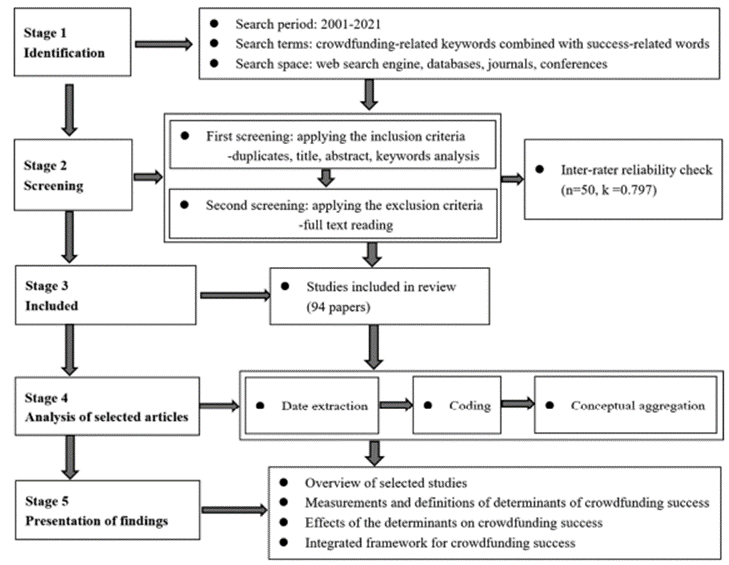 Stage 1
Identification
● Search period: 2001-2021
● Search terms: crowdfunding-related keywords combined with success-related words
● Search space: web search engine, databases, journals, conferences
Stage 2
Screening
● First screening: applying the inclusion criteria
-duplicates, title, abstract, keywords analysis
● Second screening: applying the exclusion criteria
-full text reading
● Inter-rater reliability check
(n=50, k =0.797)
Stage 3
Included
● Studies included in review
(94 papers)
Stage 4
Analysis of selected articles
● Date extraction
● Coding
● Conceptual aggregation
Stage 5
Presentation of findings
● Overview of selected studies
● Measurements and definitions of determinants of crowdfunding success
● Effects of the determinants on crowdfunding success
● Integrated framework for crowdfunding success